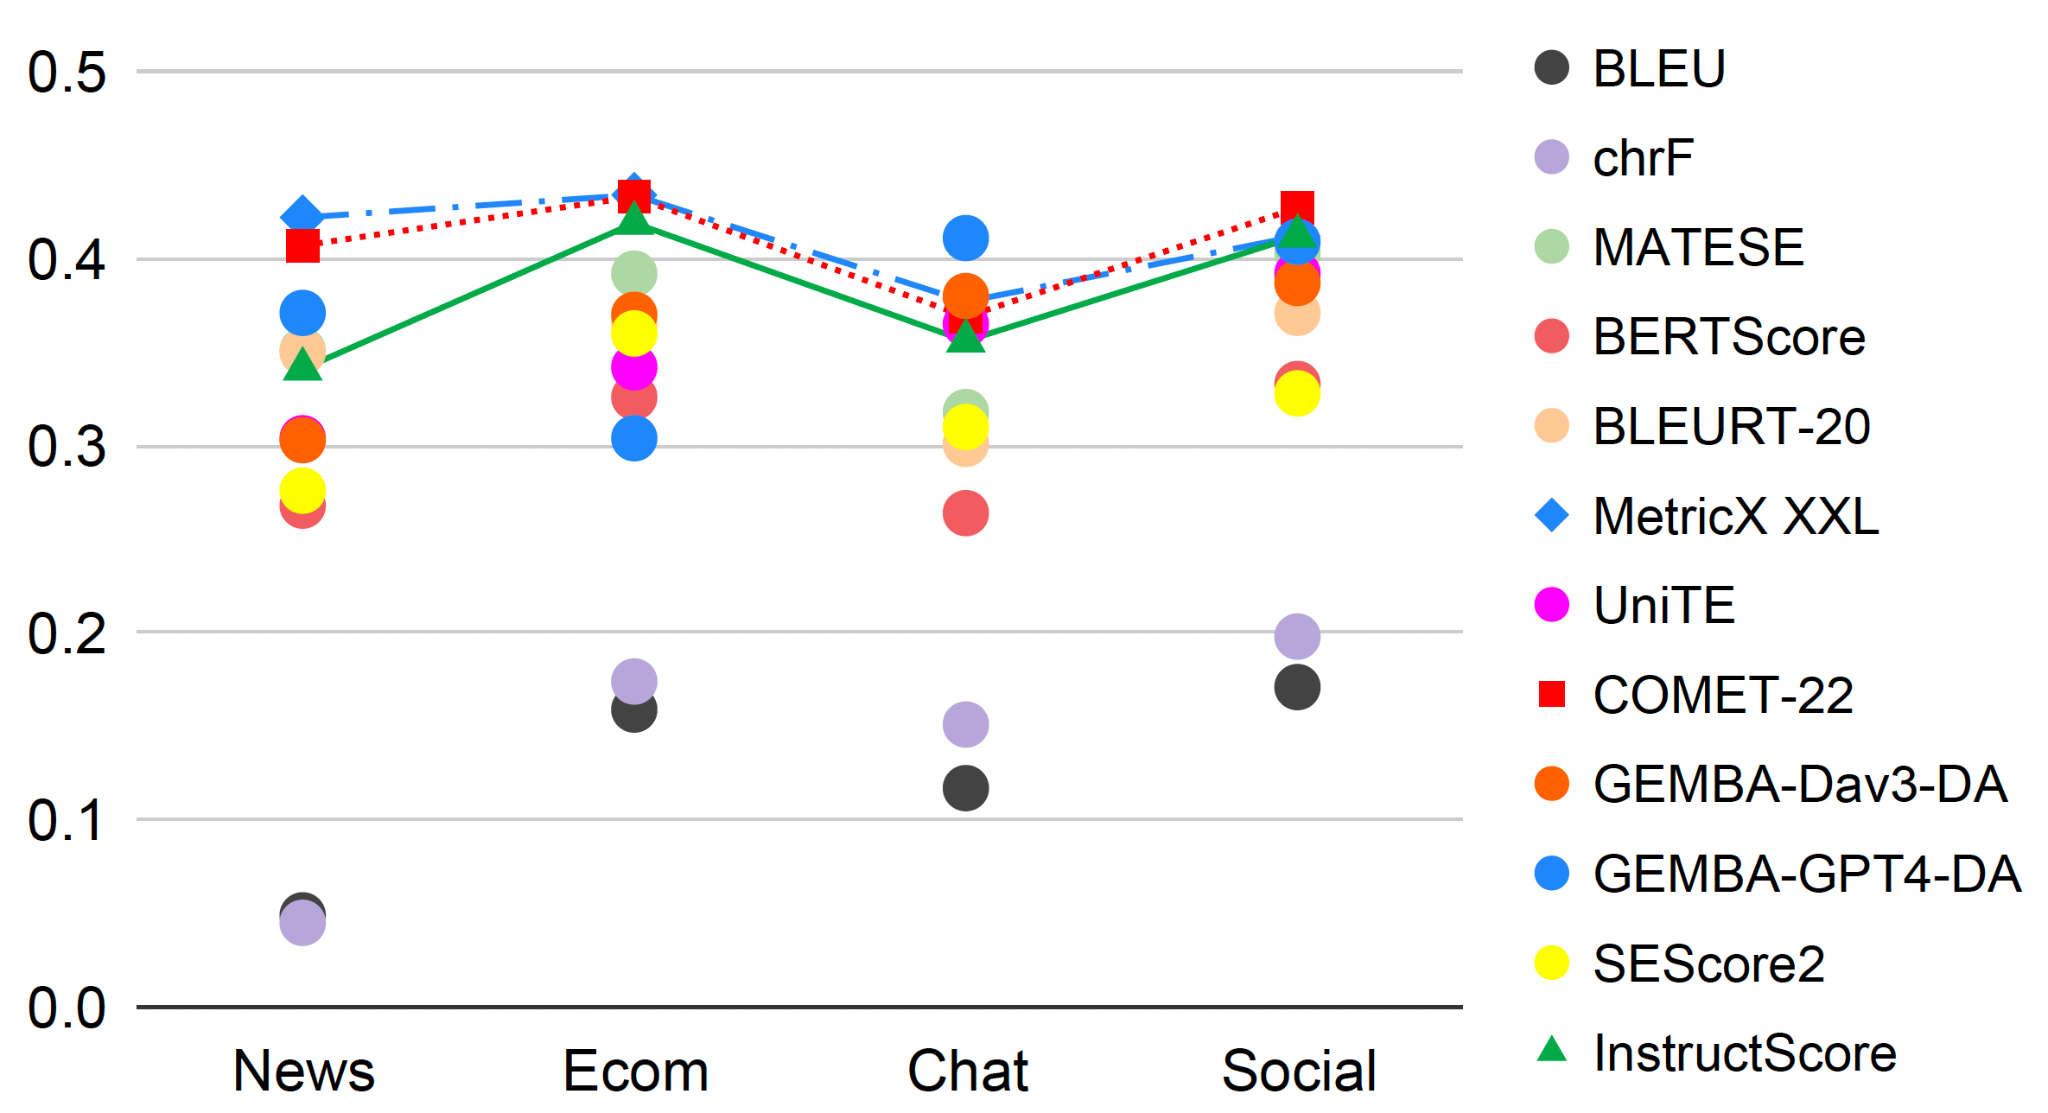 0.5
0.4
0.3
0.2
0.1
0.0
News
Ecom
Chat
Social
BLEU
chrF
MATESE
BERTScore
BLEURT-20
MetricX XXL
UniTE
COMET-22
GEMBA-Dav3-DA
GEMBA-GPT4-DA
SEScore2
InstructScore